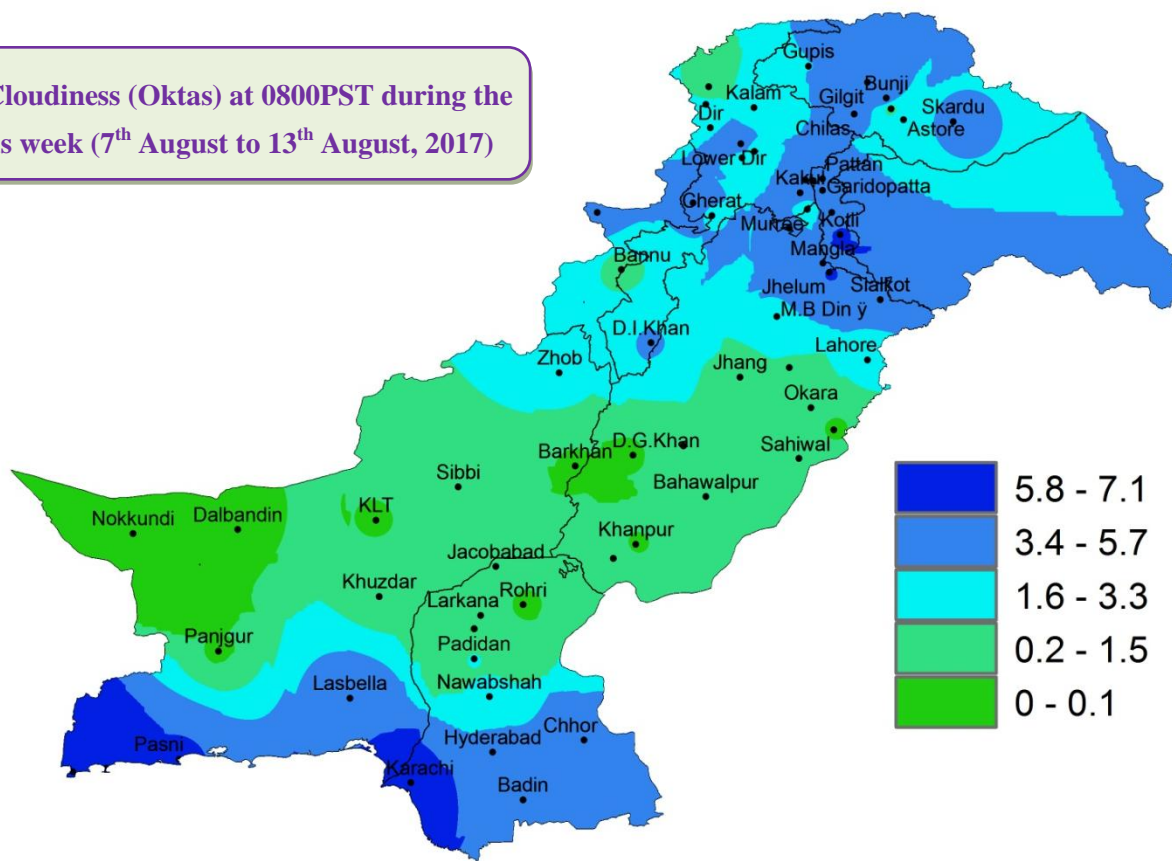 Cloudiness (Oktas) at 0800PST during the
s week (7th August to 13th August, 2017)
Gupis
Bunji
Kalam
Gilgit
Skardu
Dir
Chilas
Astore
Lower Dir
Pattan
Kakul
Garidopatta
Cherat
Murree
Kotli
Bannu
Mangla
Jhelum
Sialkot
M.B Din ÿ
D.I.Khan
Zhob
Lahore
Jhang
Okara
Barkhan
D.G.Khan
Sahiwal
Sibbi
Bahawalpur
KLT
Nokkundi
Dalbandin
Khanpur
Jacobabad
Khuzdar
Rohri
Larkana
Panjgur
Padidan
Lasbella
Nawabshah
Chhor
Pasni
Hyderabad
Karachi
Badin
5.8 - 7.1
3.4 - 5.7
1.6 - 3.3
0.2 - 1.5
0 - 0.1